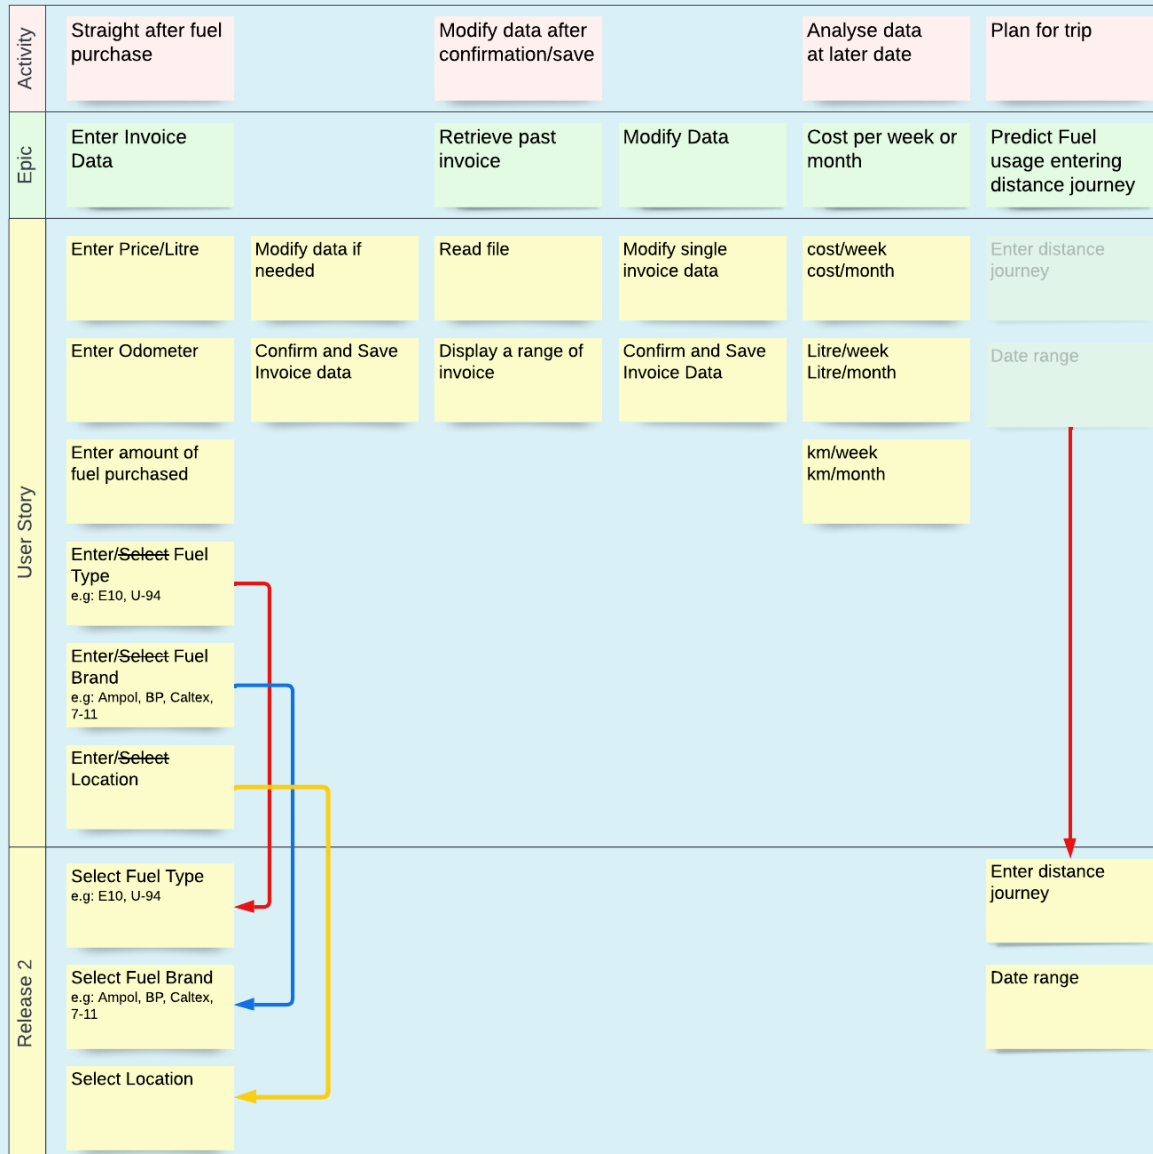 Activity
Straight after fuel
purchase
Modify data after
confirmation/save
Analyse data
at later date
Plan for trip
Epic
Enter Invoice
Data
Retrieve past
invoice
Modify Data
Cost per week or
month
Predict Fuel
usage entering
distance journey
User Story
Enter Price/Litre
Modify data if
needed
Read file
Modify single
invoice data
cost/week
cost/month
Enter distance
journey
Enter Odometer
Confirm and Save
Invoice data
Display a range of
invoice
Confirm and Save
Invoice Data
Litre/week
Litre/month
Date range
Enter amount of
fuel purchased
km/week
km/month
Enter/Select Fuel
Type
e.g: E10, U-94
Enter/Select Fuel
Brand
e.g: Ampol, BP, Caltex,
7-11
Enter/Select
Location
Release 2
Select Fuel Type
e.g: E10, U-94
Enter distance
journey
Select Fuel Brand
e.g: Ampol, BP, Caltex,
7-11
Date range
Select Location